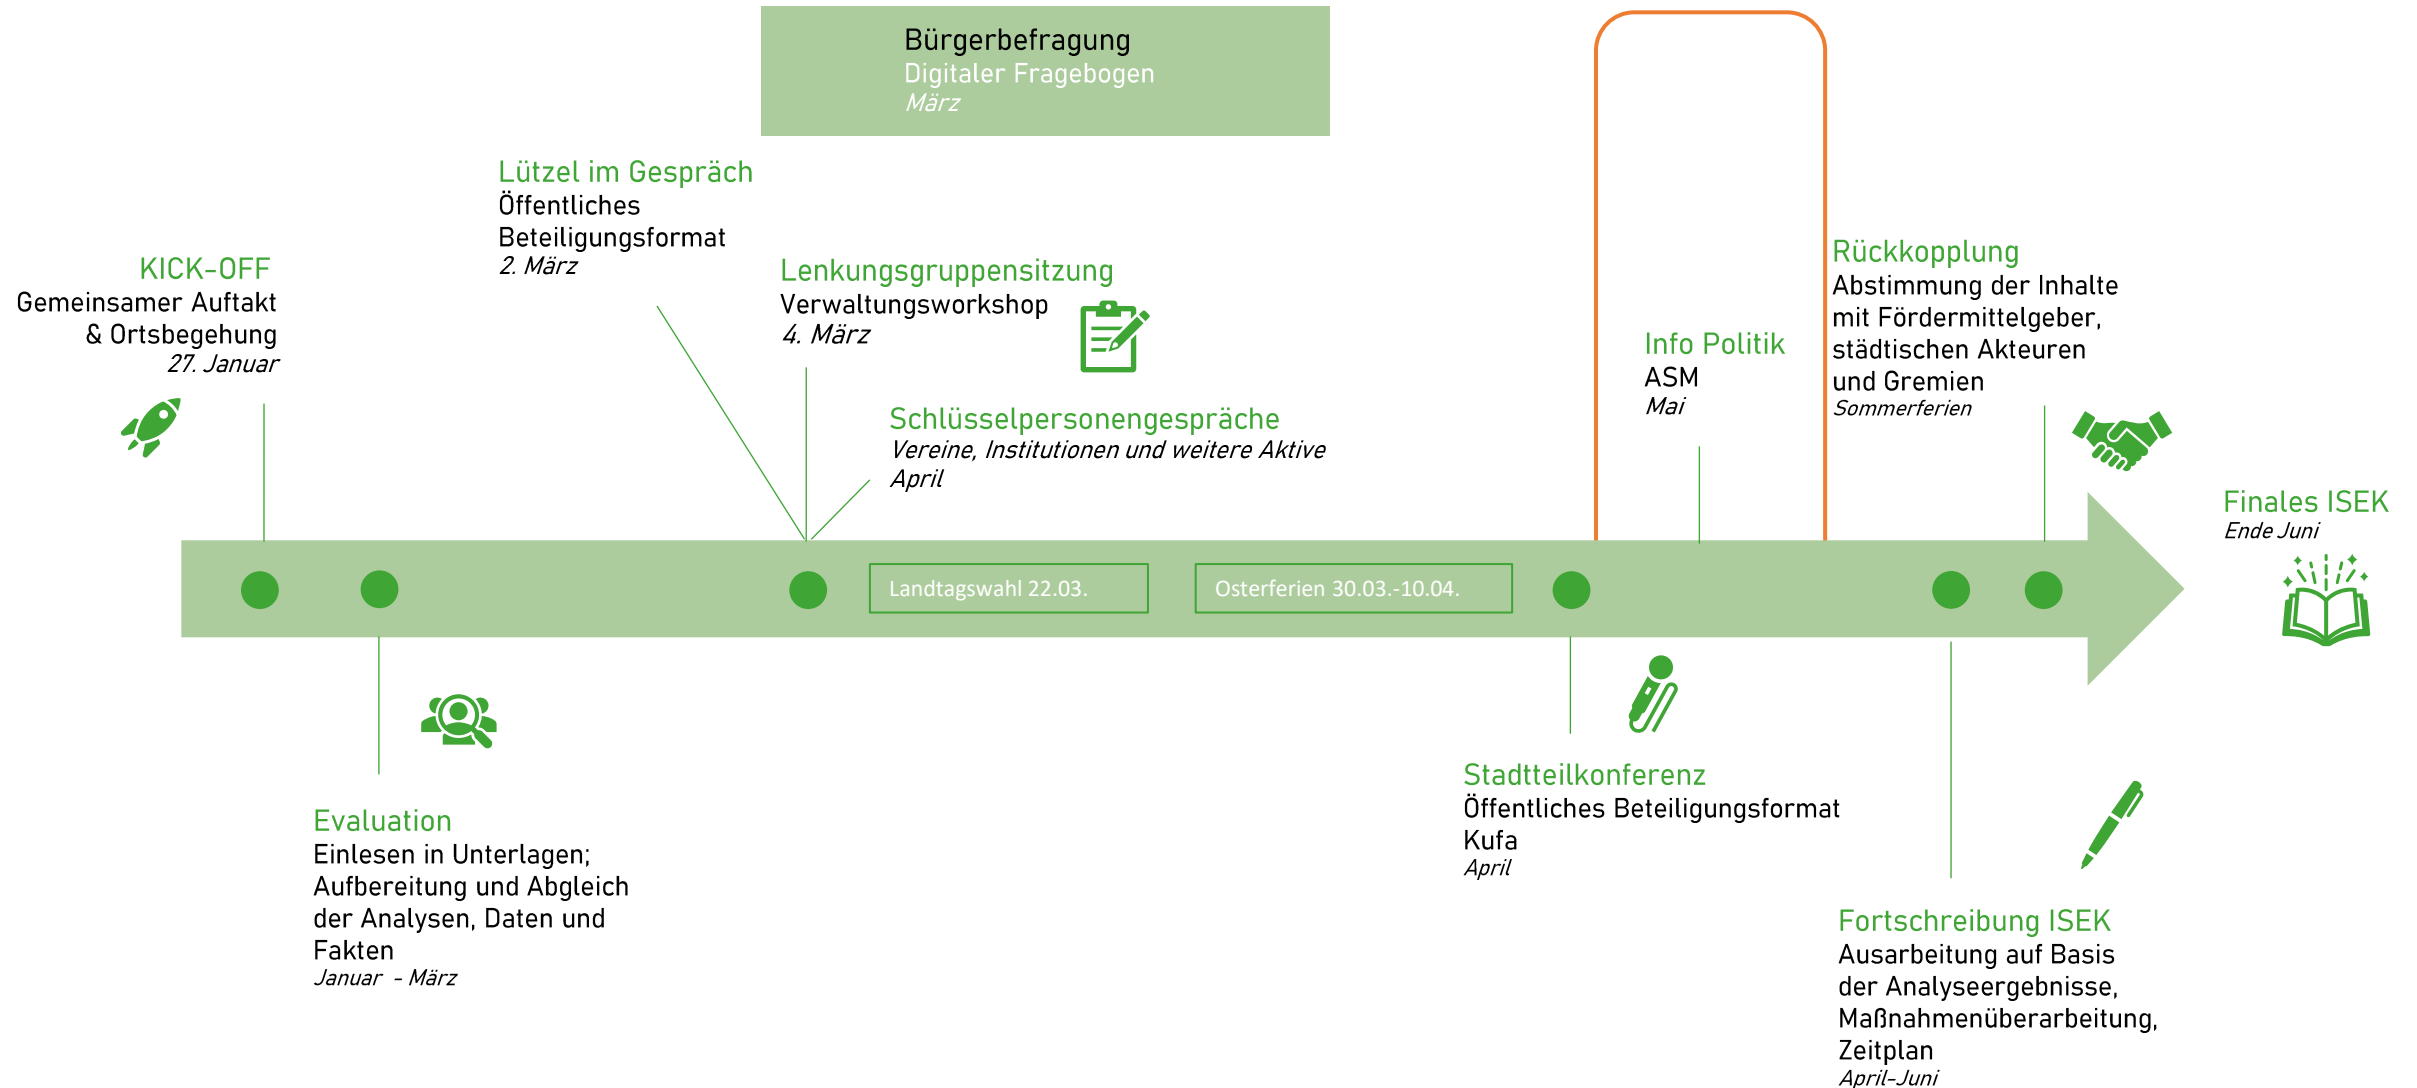 Bürgerbefragung
Digitaler Fragebogen
März
Lützel im Gespräch
Öffentliches
Beteiligungsformat
2. März
KICK-OFF
Gemeinsamer Auftakt
& Ortsbegehung
27. Januar
Lenkungsgruppensitzung
Verwaltungsworkshop
4. März
Schlüsselpersonengespräche
Vereine, Institutionen und weitere Aktive
April
Info Politik
ASM
Mai
Rückkopplung
Abstimmung der Inhalte
mit Fördermittelgeber,
städtischen Akteuren
und Gremien
Sommerferien
Finales ISEK
Ende Juni
Landtagswahl 22.03.
Osterferien 30.03.-10.04.
Evaluation
Einlesen in Unterlagen;
Aufbereitung und Abgleich
der Analysen, Daten und
Fakten
Januar - März
Stadtteilkonferenz
Öffentliches Beteiligungsformat
Kufa
April
Fortschreibung ISEK
Ausarbeitung auf Basis
der Analyseergebnisse,
Maßnahmenüberarbeitung,
Zeitplan
April-Juni